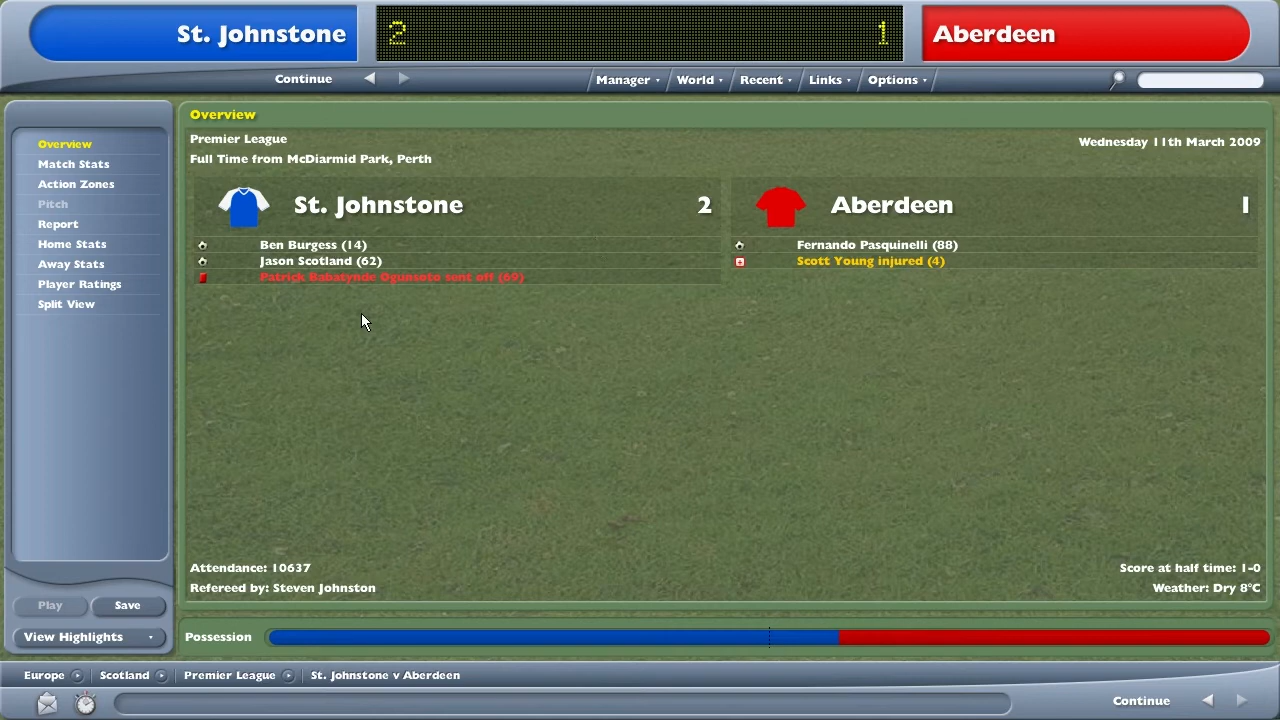 St. Johnstone 2 1 Aberdeen
Continue Manager World Recent Links Options
Overview
Match Stats
Action Zones
Pitch
Report
Home Stats
Away Stats
Player Ratings
Split View
Play Save
View Highlights
Overview
Premier League
Wednesday 11th March 2009
Full Time from McDiarmid Park, Perth
St. Johnstone 2
Ben Burgess (14)
Jason Scotland (62)
Patrick Babatynde Ogunsoto sent off (69)
Aberdeen 1
Fernando Pasquinelli (88)
Scott Young injured (4)
Attendance: 10637
Score at half time: 1-0
Refereed by: Steven Johnston
Weather: Dry 8°C
Possession
Europe Scotland Premier League St. Johnstone v Aberdeen
Continue